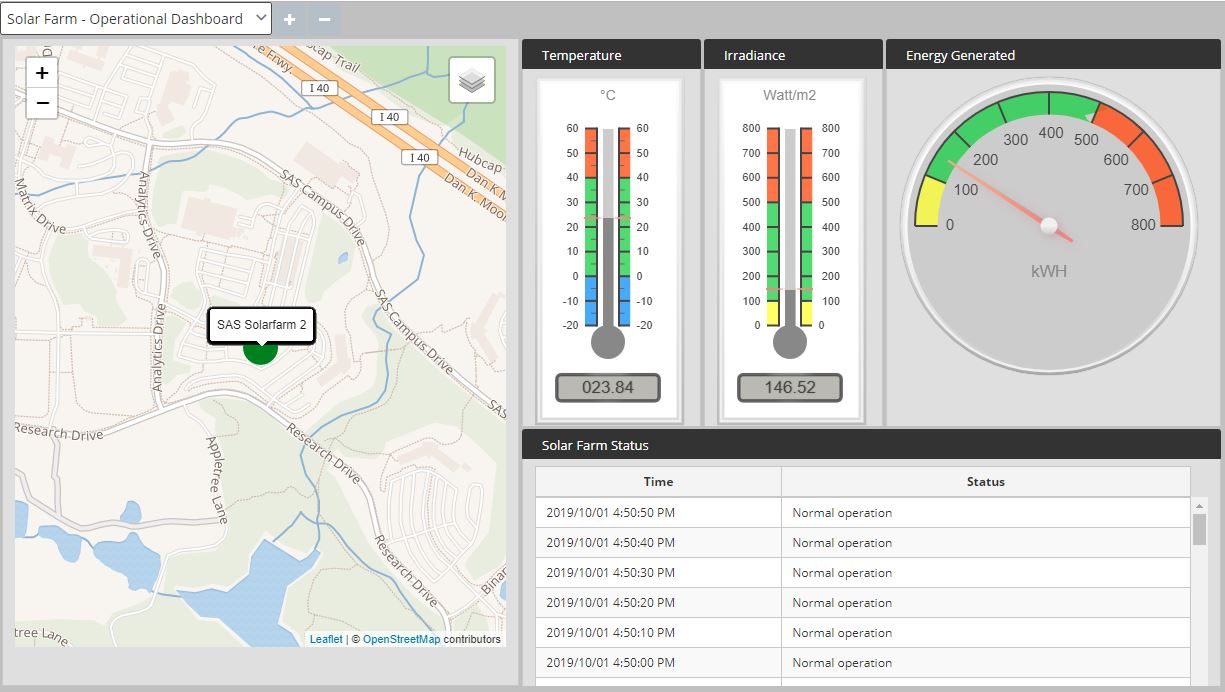 Solar Farm - Operational Dashboard
+
−
+
−
I 40
I 40
I 40
Hubcap
Dan K. Moo
Analytics Drive
Matrix Drive
SAS Campus Drive
SAS Campus Drive
SAS Solarfarm 2
Analytics Drive
SAS
Research Drive
Research Drive
Appletree Lane
Research Drive
tree Lane
Leaflet | © OpenStreetMap contributors
Temperature
°C
60 60
50 50
40 40
30 30
20 20
10 10
0 0
-10 -10
-20 -20
023.84
Irradiance
Watt/m2
800 800
700 700
600 600
500 500
400 400
300 300
200 200
100 100
0 0
146.52
Energy Generated
0
100
200
300
400
500
600
700
800
kWH
Solar Farm Status
Time Status
2019/10/01 4:50:50 PM Normal operation
2019/10/01 4:50:40 PM Normal operation
2019/10/01 4:50:30 PM Normal operation
2019/10/01 4:50:20 PM Normal operation
2019/10/01 4:50:10 PM Normal operation
2019/10/01 4:50:00 PM Normal operation